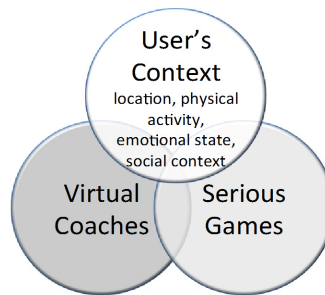 User’s
Context
location, physical
activity,
emotional state,
social context
Virtual
Coaches
Serious
Games